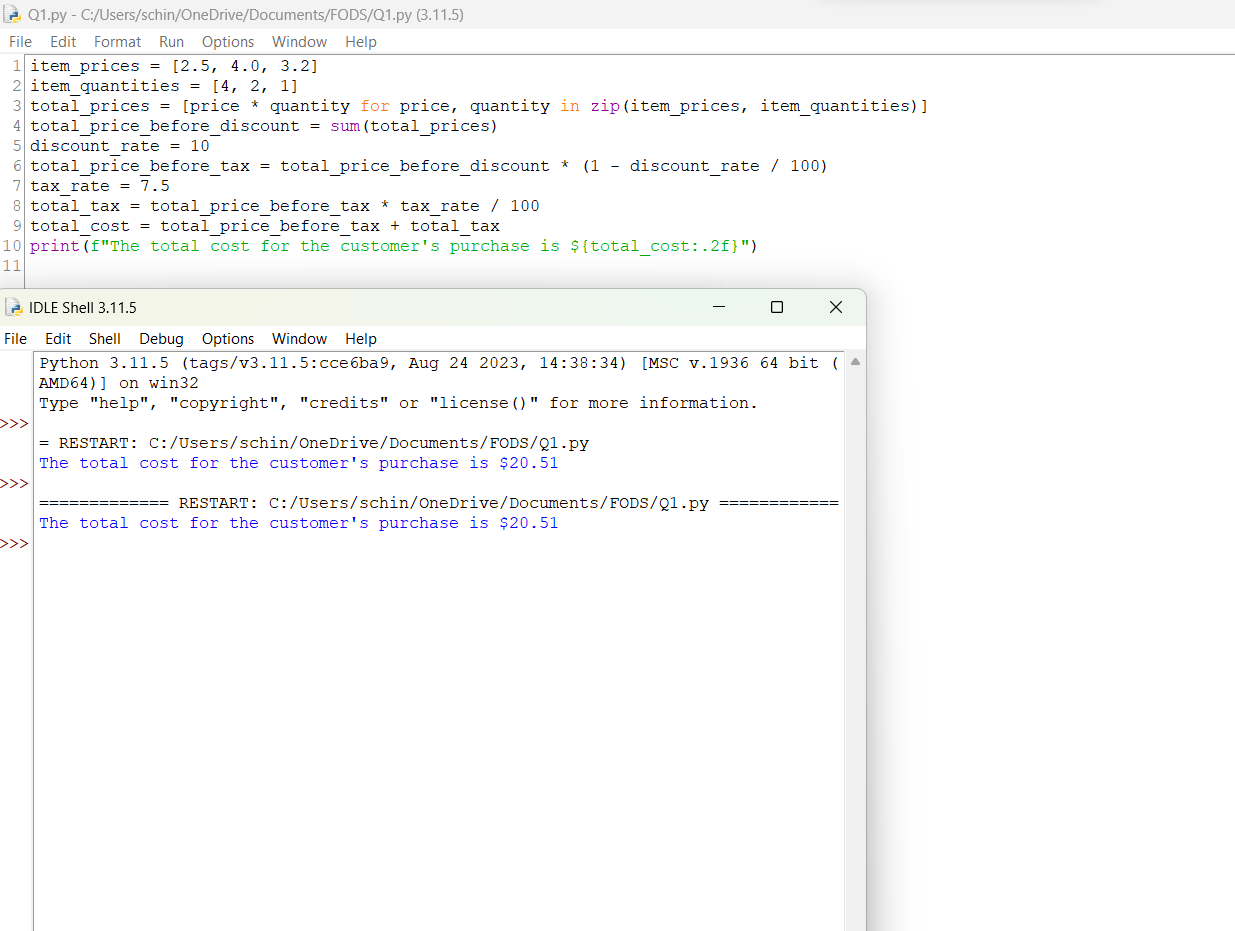 Q1.py - C:/Users/schin/OneDrive/Documents/FODS/Q1.py (3.11.5)
File Edit Format Run Options Window Help
1 item_prices = [2.5, 4.0, 3.2]
2 item_quantities = [4, 2, 1]
3 total_prices = [price * quantity for price, quantity in zip(item_prices, item_quantities)]
4 total_price_before_discount = sum(total_prices)
5 discount_rate = 10
6 total_price_before_tax = total_price_before_discount * (1 - discount_rate / 100)
7 tax_rate = 7.5
8 total_tax = total_price_before_tax * tax_rate / 100
9 total_cost = total_price_before_tax + total_tax
10 print(f"The total cost for the customer's purchase is ${total_cost:.2f}")
11
IDLE Shell 3.11.5
File Edit Shell Debug Options Window Help
Python 3.11.5 (tags/v3.11.5:cce6ba9, Aug 24 2023, 14:38:34) [MSC v.1936 64 bit (
AMD64)] on win32
Type "help", "copyright", "credits" or "license()" for more information.
>>>
= RESTART: C:/Users/schin/OneDrive/Documents/FODS/Q1.py
The total cost for the customer's purchase is $20.51
>>>
============= RESTART: C:/Users/schin/OneDrive/Documents/FODS/Q1.py ============
The total cost for the customer's purchase is $20.51
>>>